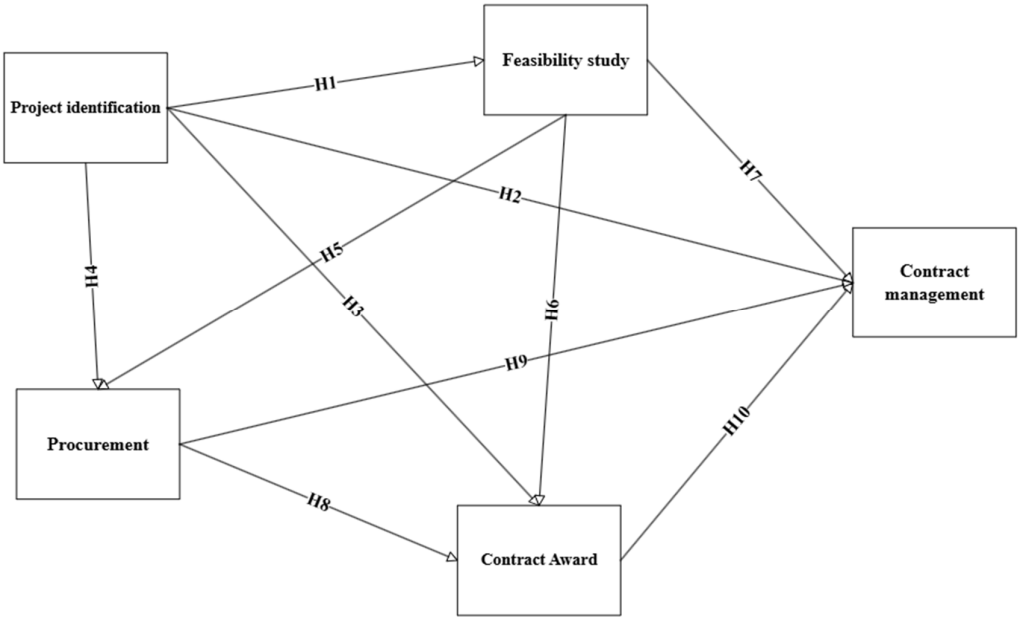 Feasibility study
Project identification
H1
H7
H2
H5
H4
H3
H6
Contract
management
H9
H10
Procurement
H8
Contract Award